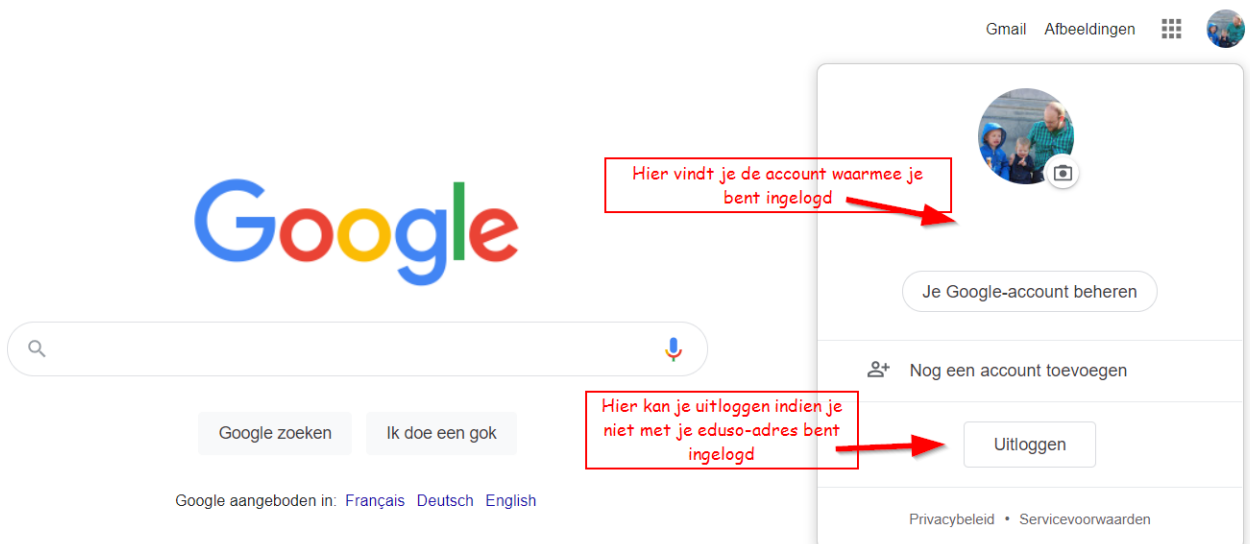 Gmail Afbeeldingen
Hier vindt je de account waarmee je
bent ingelogd
Google
Je Google-account beheren
Nog een account toevoegen
Hier kan je uitloggen indien je
niet met je eduso-adres bent
ingelogd
Google zoeken Ik doe een gok
Uitloggen
Google aangeboden in: Français Deutsch English
Privacybeleid • Servicevoorwaarden